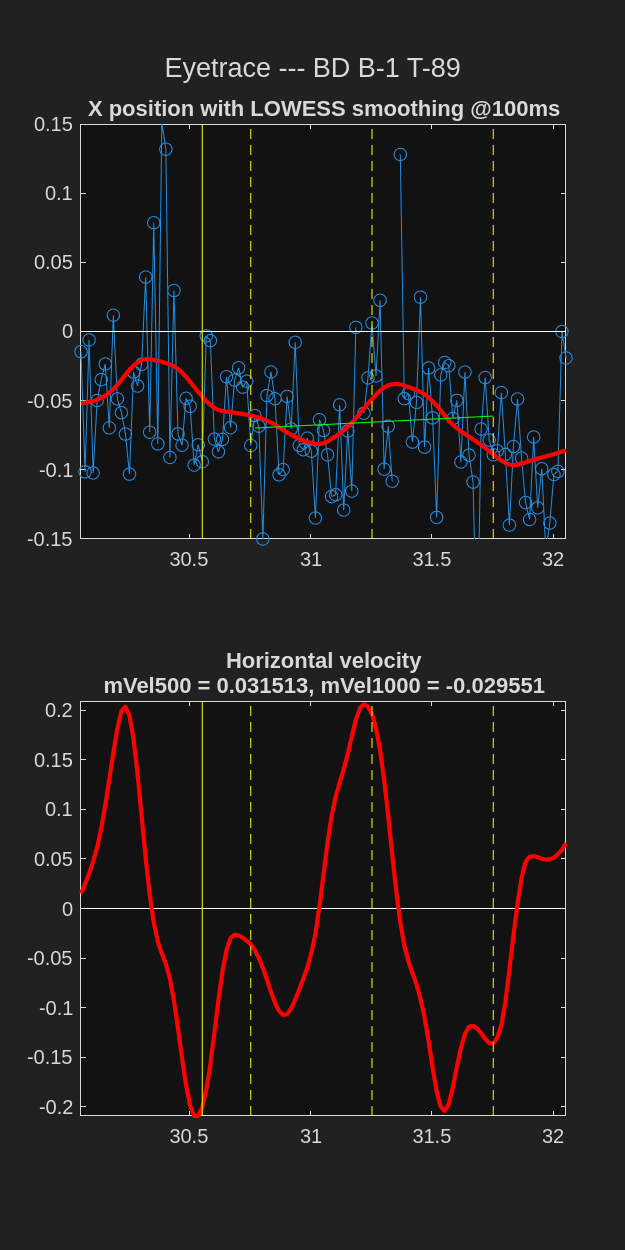 Eyetrace --- BD B-1 T-89
X position with LOWESS smoothing @100ms
0.15
0.1
0.05
0
-0.05
-0.1
-0.15
30.5 31 31.5 32
Horizontal velocity
mVel500 = 0.031513, mVel1000 = -0.029551
0.2
0.15
0.1
0.05
0
-0.05
-0.1
-0.15
-0.2
30.5 31 31.5 32